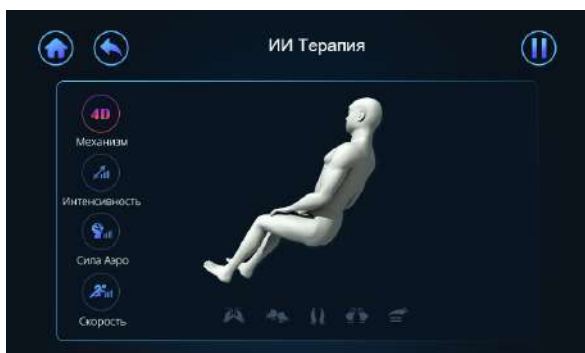 ИИ Терапия
4D
Механизм
Интенсивность
Сила Аэро
Скорость